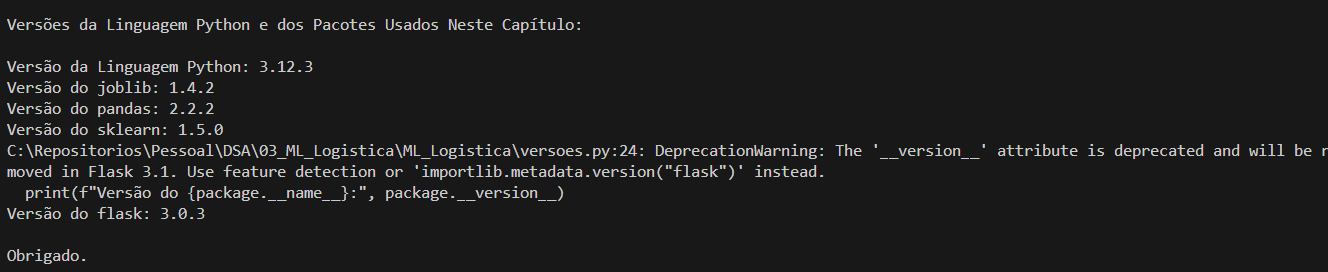 Versões da Linguagem Python e dos Pacotes Usados Neste Capítulo:
Versão da Linguagem Python: 3.12.3
Versão do joblib: 1.4.2
Versão do pandas: 2.2.2
Versão do sklearn: 1.5.0
C:\Repositorios\Pessoal\DSA\03_ML_Logistica\ML_Logistica\versoes.py:24: DeprecationWarning: The '__version__' attribute is deprecated and will be r
moved in Flask 3.1. Use feature detection or 'importlib.metadata.version("flask")' instead.
print(f"Versão do {package.__name__}:", package.__version__)
Versão do flask: 3.0.3
Obrigado.